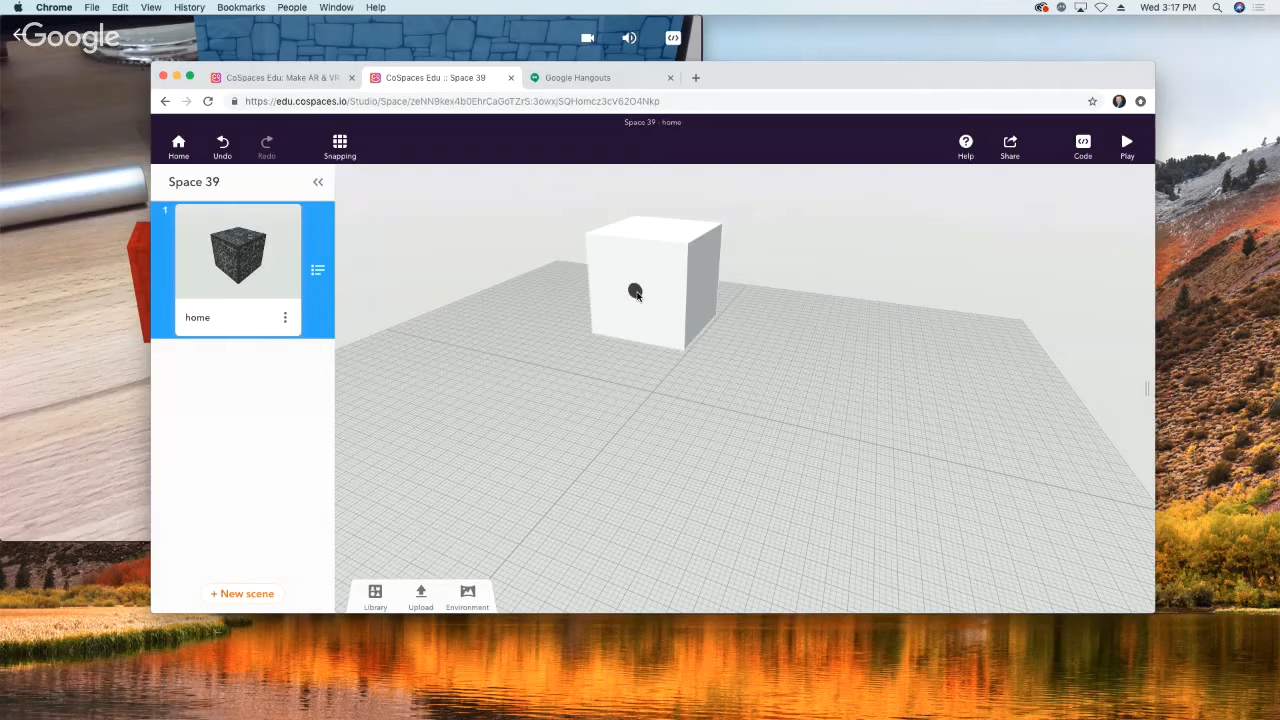 Chrome File Edit View History Bookmarks People Window Help Wed 3:17 PM
Google
CoSpaces Edu: Make AR & VR CoSpaces Edu :: Space 39 Google Hangouts
https://edu.cospaces.io/Studio/Space/zeNN9kex4b0EhrCaGoTZrS:3owxjSQHomcz3cV62O4Nkp
Space 39 - home
Home Undo Redo Snapping Help Share Code Play
Space 39
1
home
+ New scene
Library Upload Environment